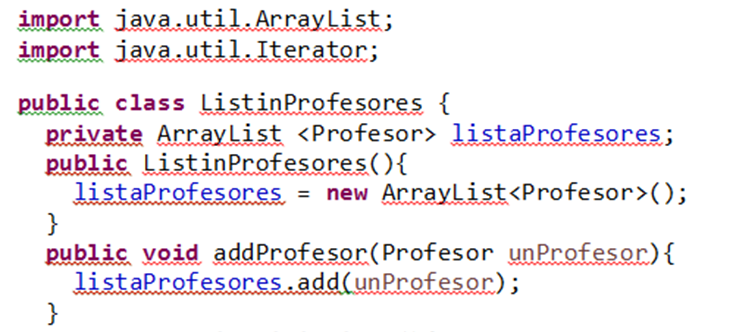 import java.util.ArrayList;
import java.util.Iterator;
public class ListinProfesores {
private ArrayList <Profesor> listaProfesores;
public ListinProfesores(){
listaProfesores = new ArrayList<Profesor>();
}
public void addProfesor(Profesor unProfesor){
listaProfesores.add(unProfesor);
}